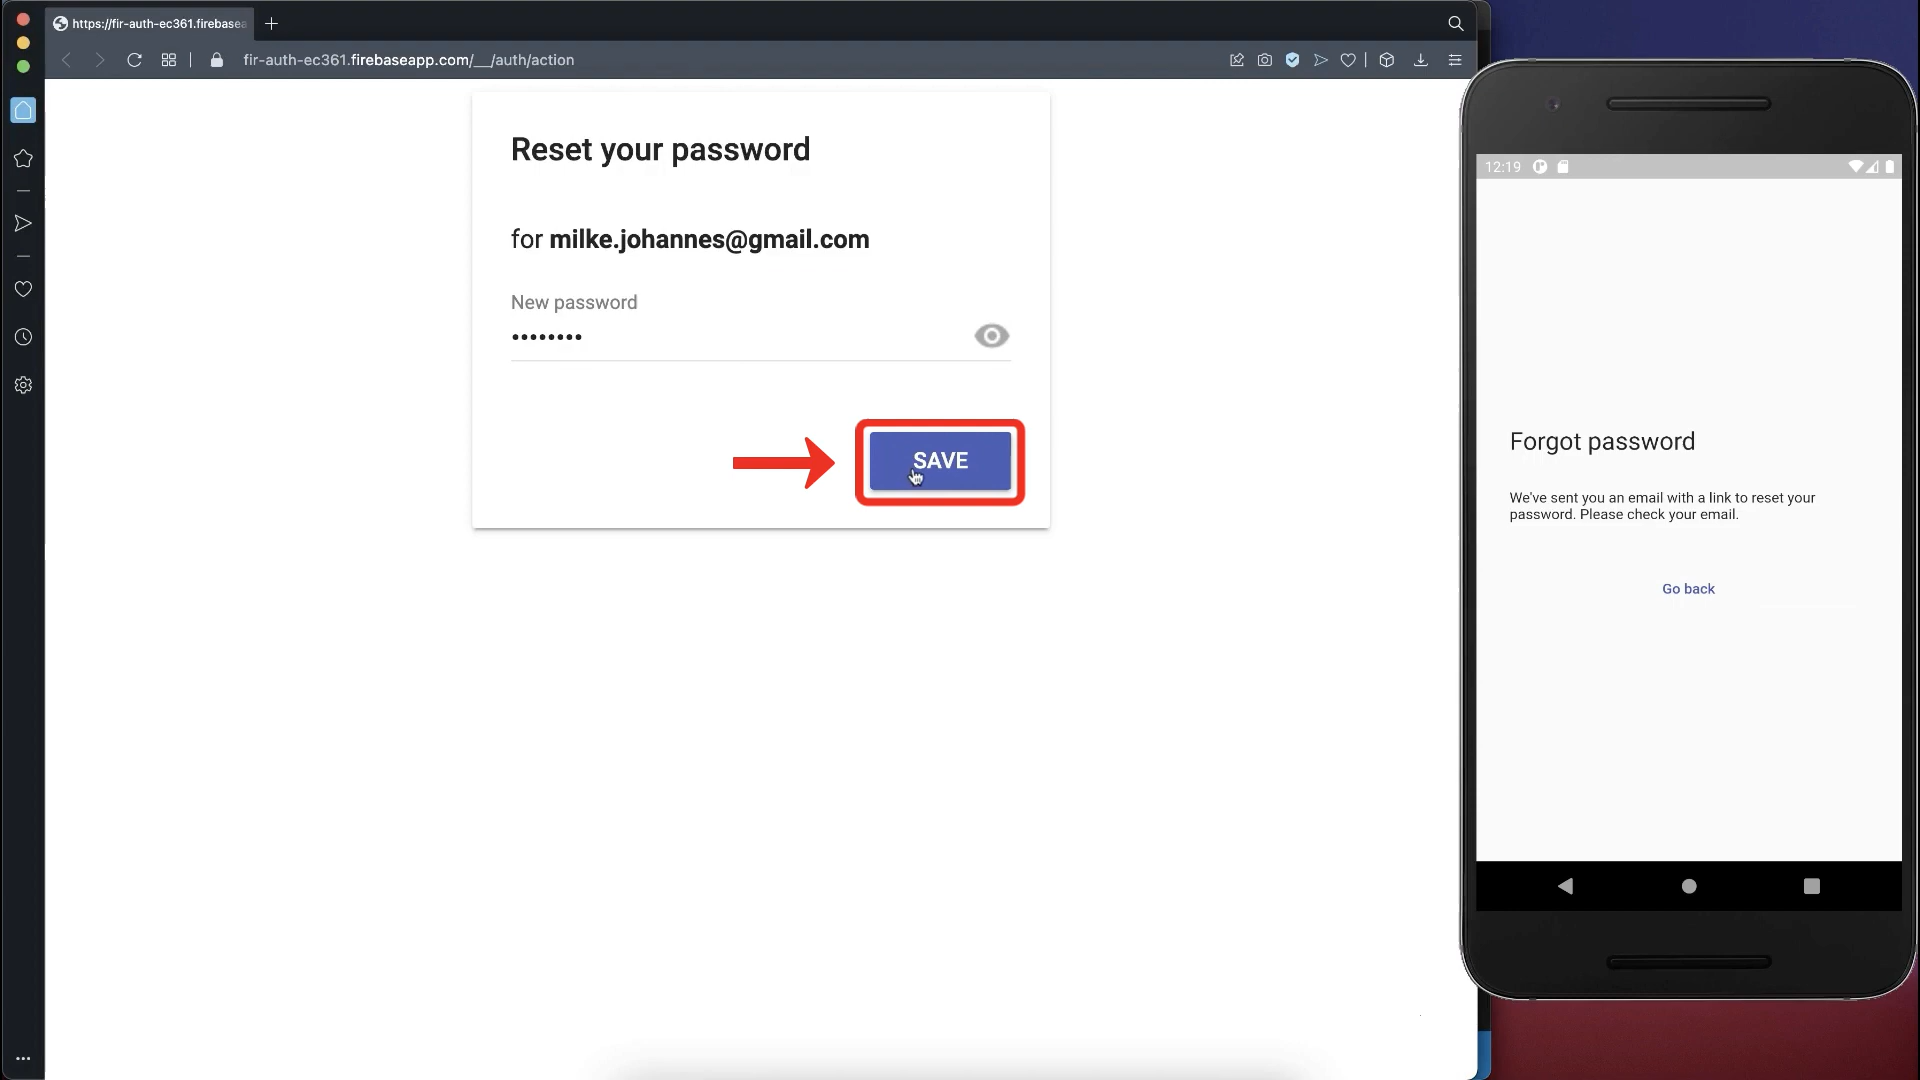 https://fir-auth-ec361.firebasea
fir-auth-ec361.firebaseapp.com/__/auth/action
Reset your password
for milke.johannes@gmail.com
New password
SAVE
12:19
Forgot password
We've sent you an email with a link to reset your
password. Please check your email.
Go back